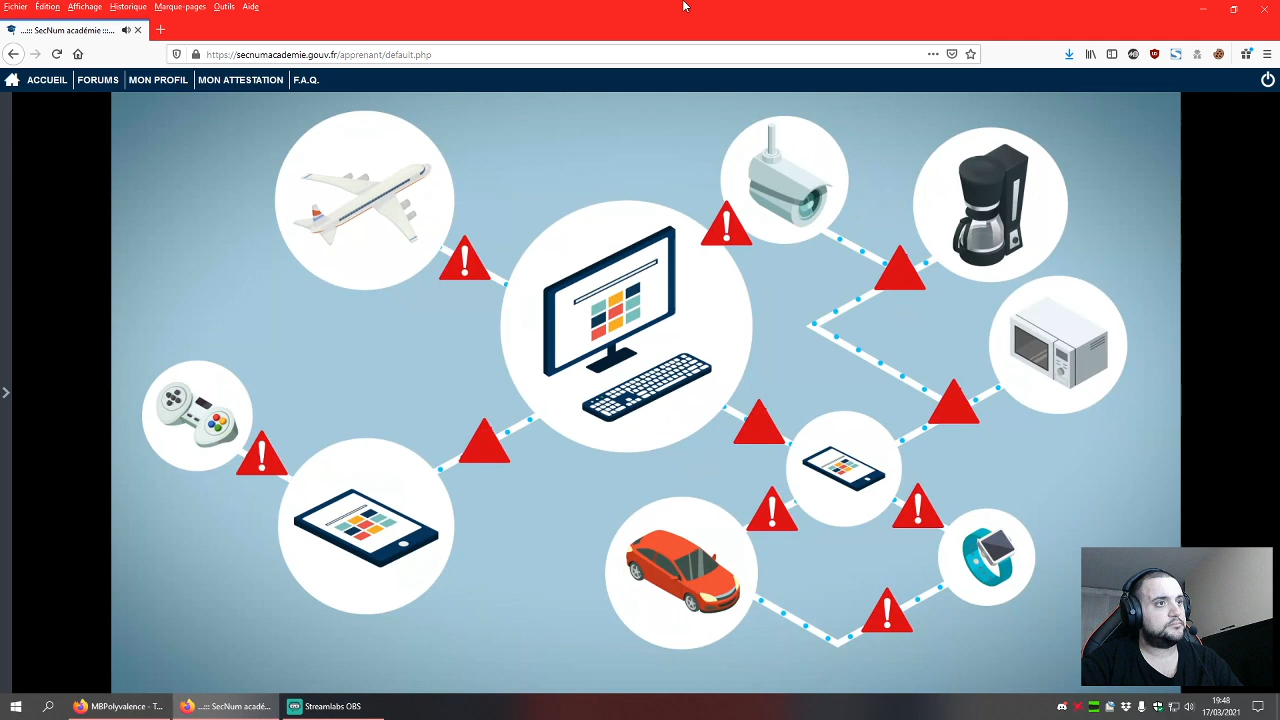 Fichier Édition Affichage Historique Marque-pages Outils Aide
...:: SecNum académie :::...
https://secnumacademie.gouv.fr/apprenant/default.php
ACCUEIL FORUMS MON PROFIL MON ATTESTATION F.A.Q.
MBPolyvalence - T... ...::: SecNum acadé... Streamlabs OBS
19:48
17/03/2021